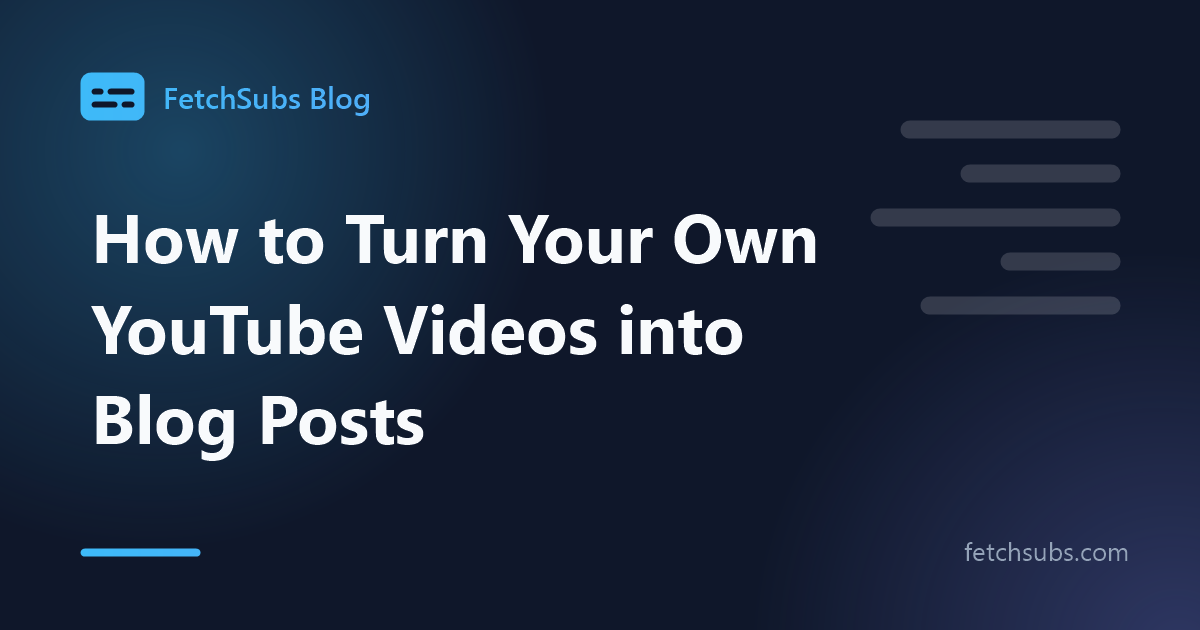 FetchSubs Blog
How to Turn Your Own
YouTube Videos into
Blog Posts
fetchsubs.com